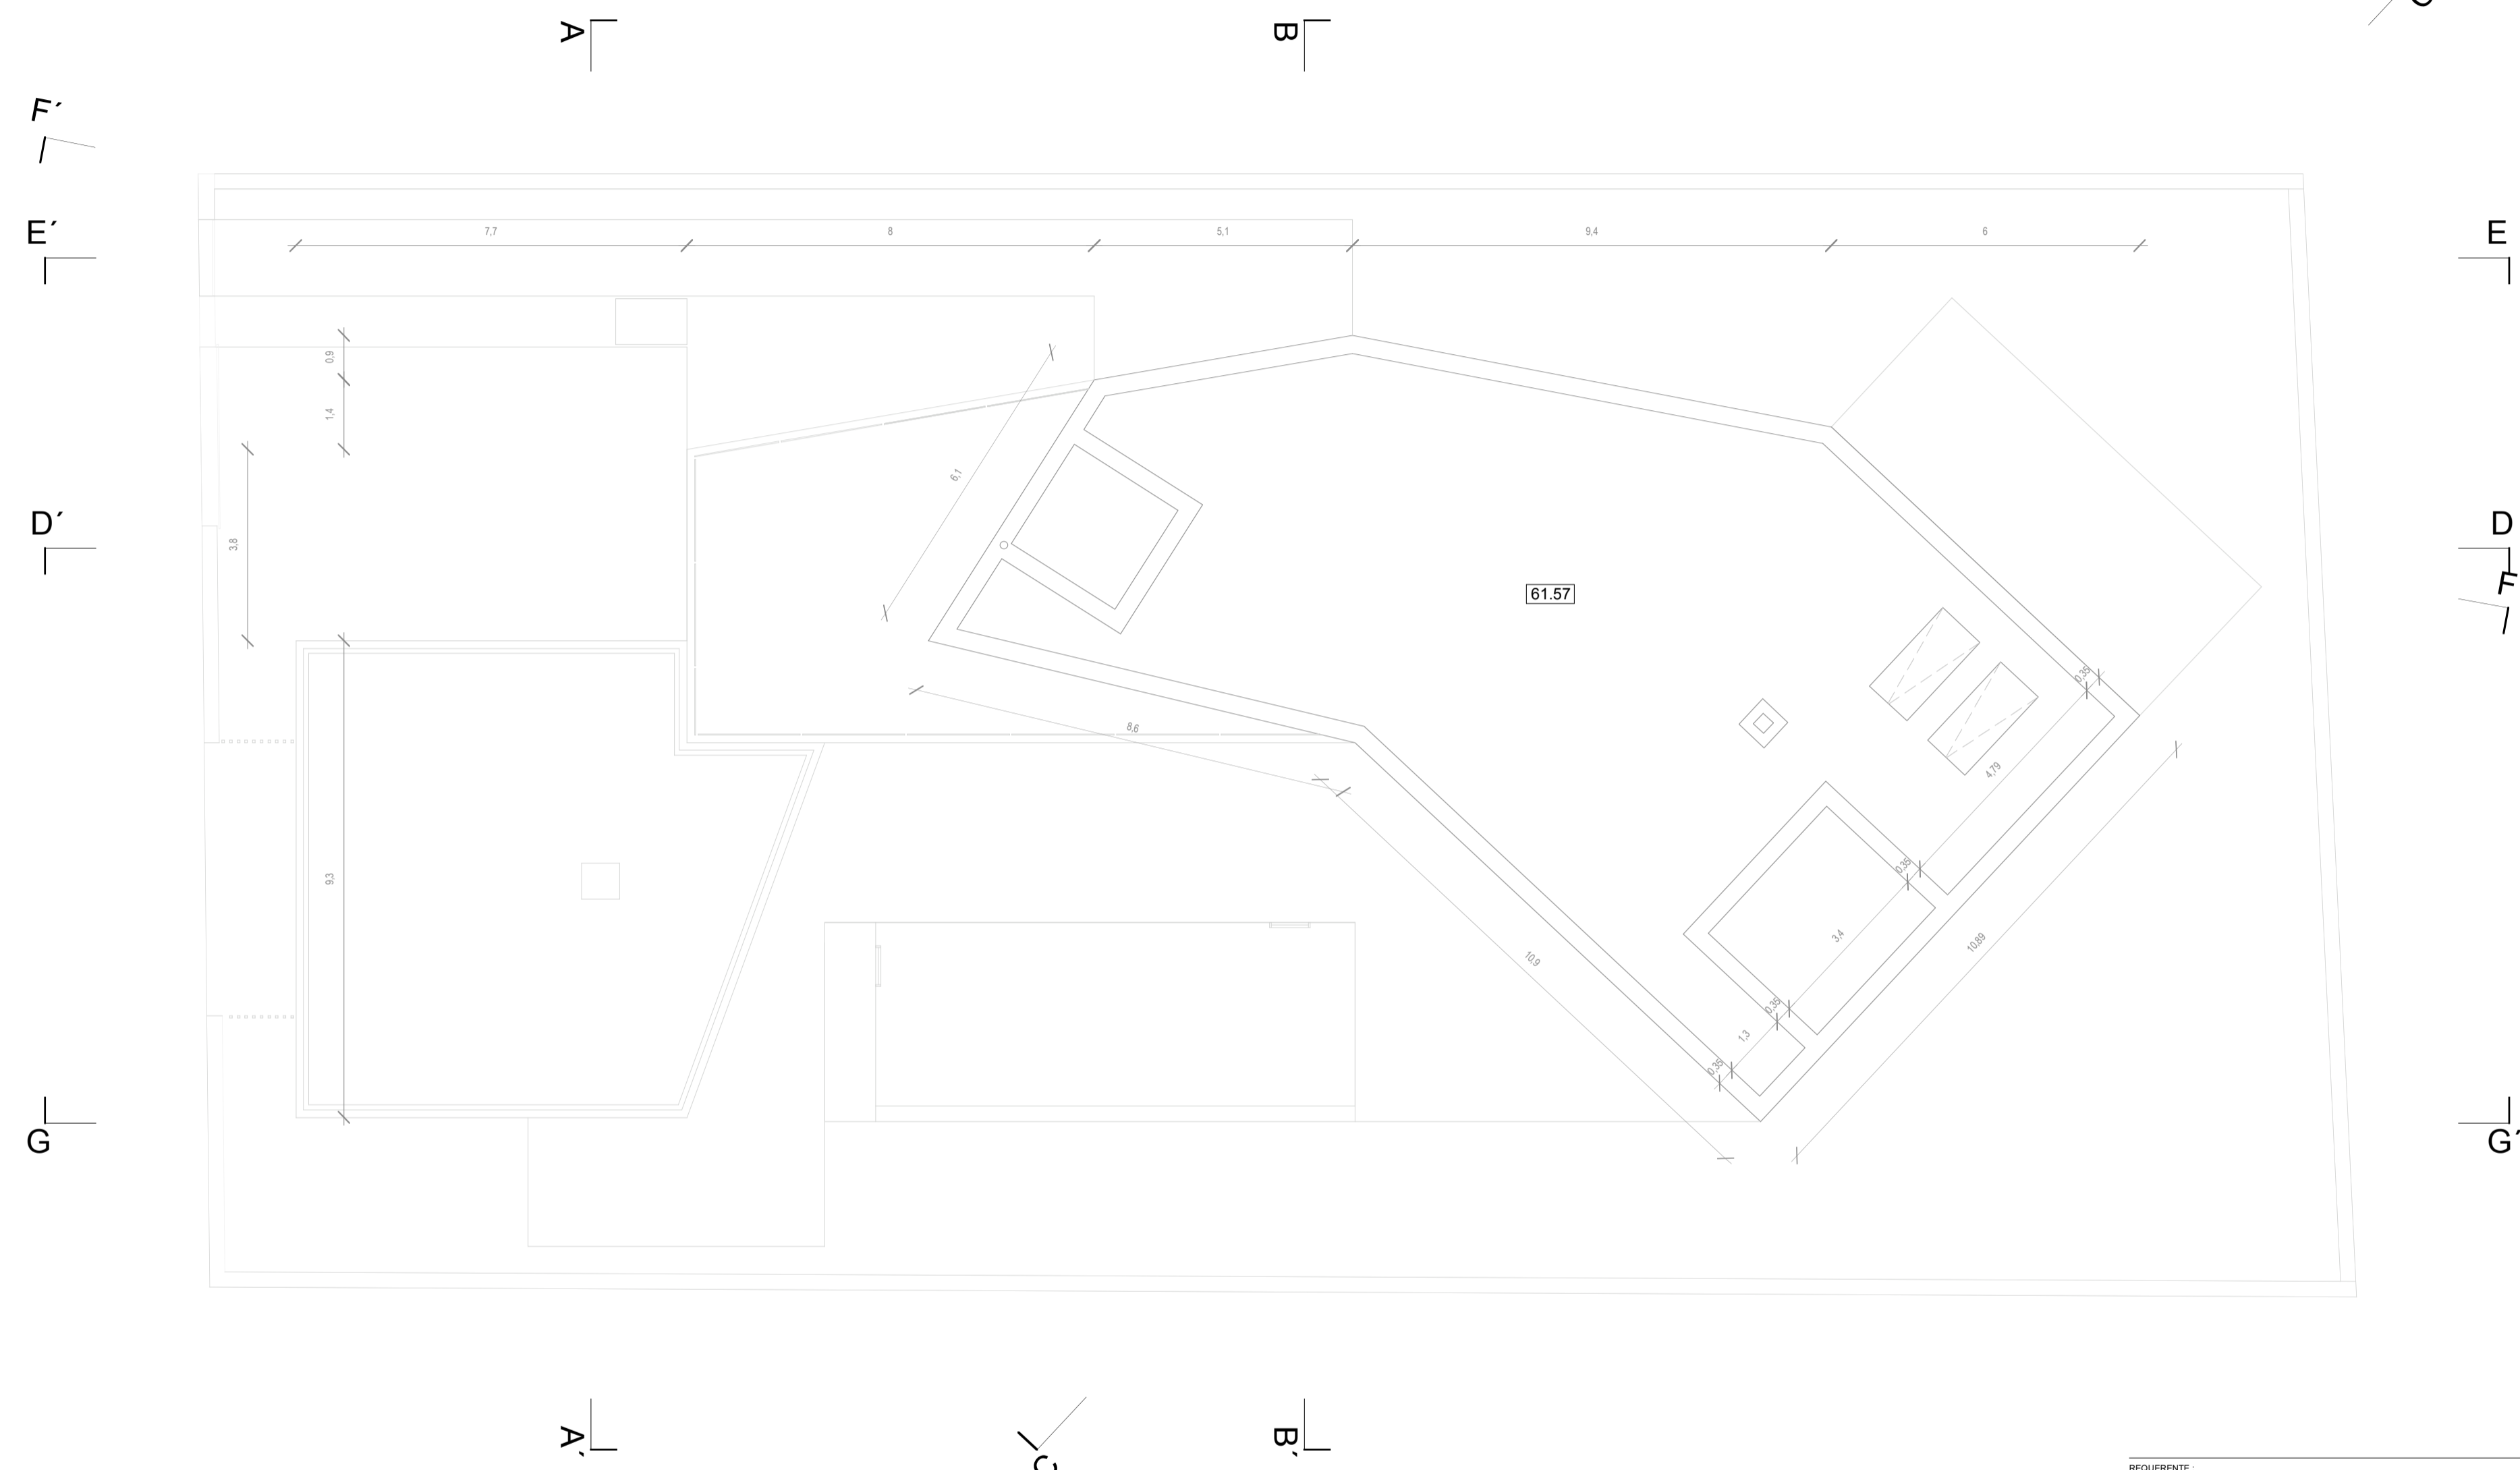 A
B
F´
E´
7,7
8
5,1
9,4
6
E
0,9
1,4
6,1
D´
D
3,8
61.57
F
0,35
8,6
4,79
0,35
9,3
3,4
10,9
10,89
0,35
1,3
0,35
G
G´
A´
B´
REQUERENTE :